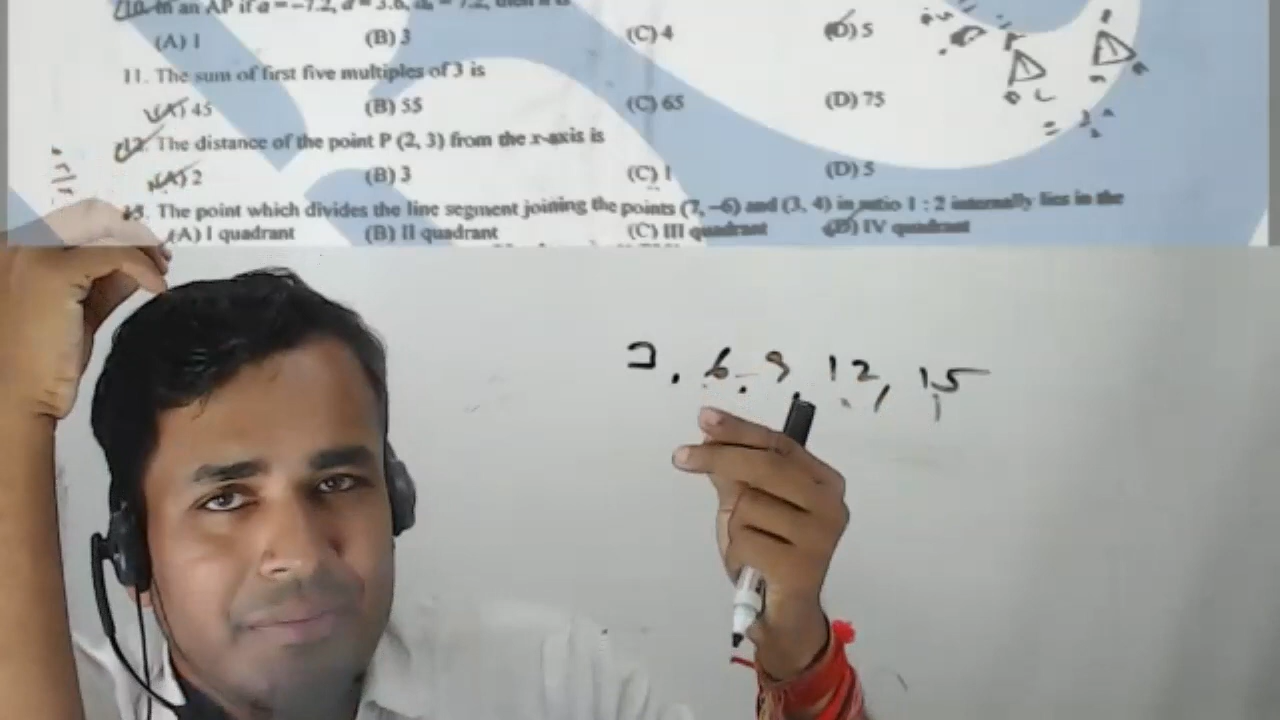 10. In an AP if a = −7.2, d = 3.6, aₙ = 7.2, then n is
(A) 1 (B) 3 (C) 4 (D) 5
11. The sum of first five multiples of 3 is
(A) 45 (B) 55 (C) 65 (D) 75
12. The distance of the point P (2, 3) from the x-axis is
(A) 2 (B) 3 (C) 1 (D) 5
13. The point which divides the line segment joining the points (7, −6) and (3, 4) in ratio 1 : 2 internally lies in the
(A) I quadrant (B) II quadrant (C) III quadrant (D) IV quadrant
3, 6, 9, 12, 15